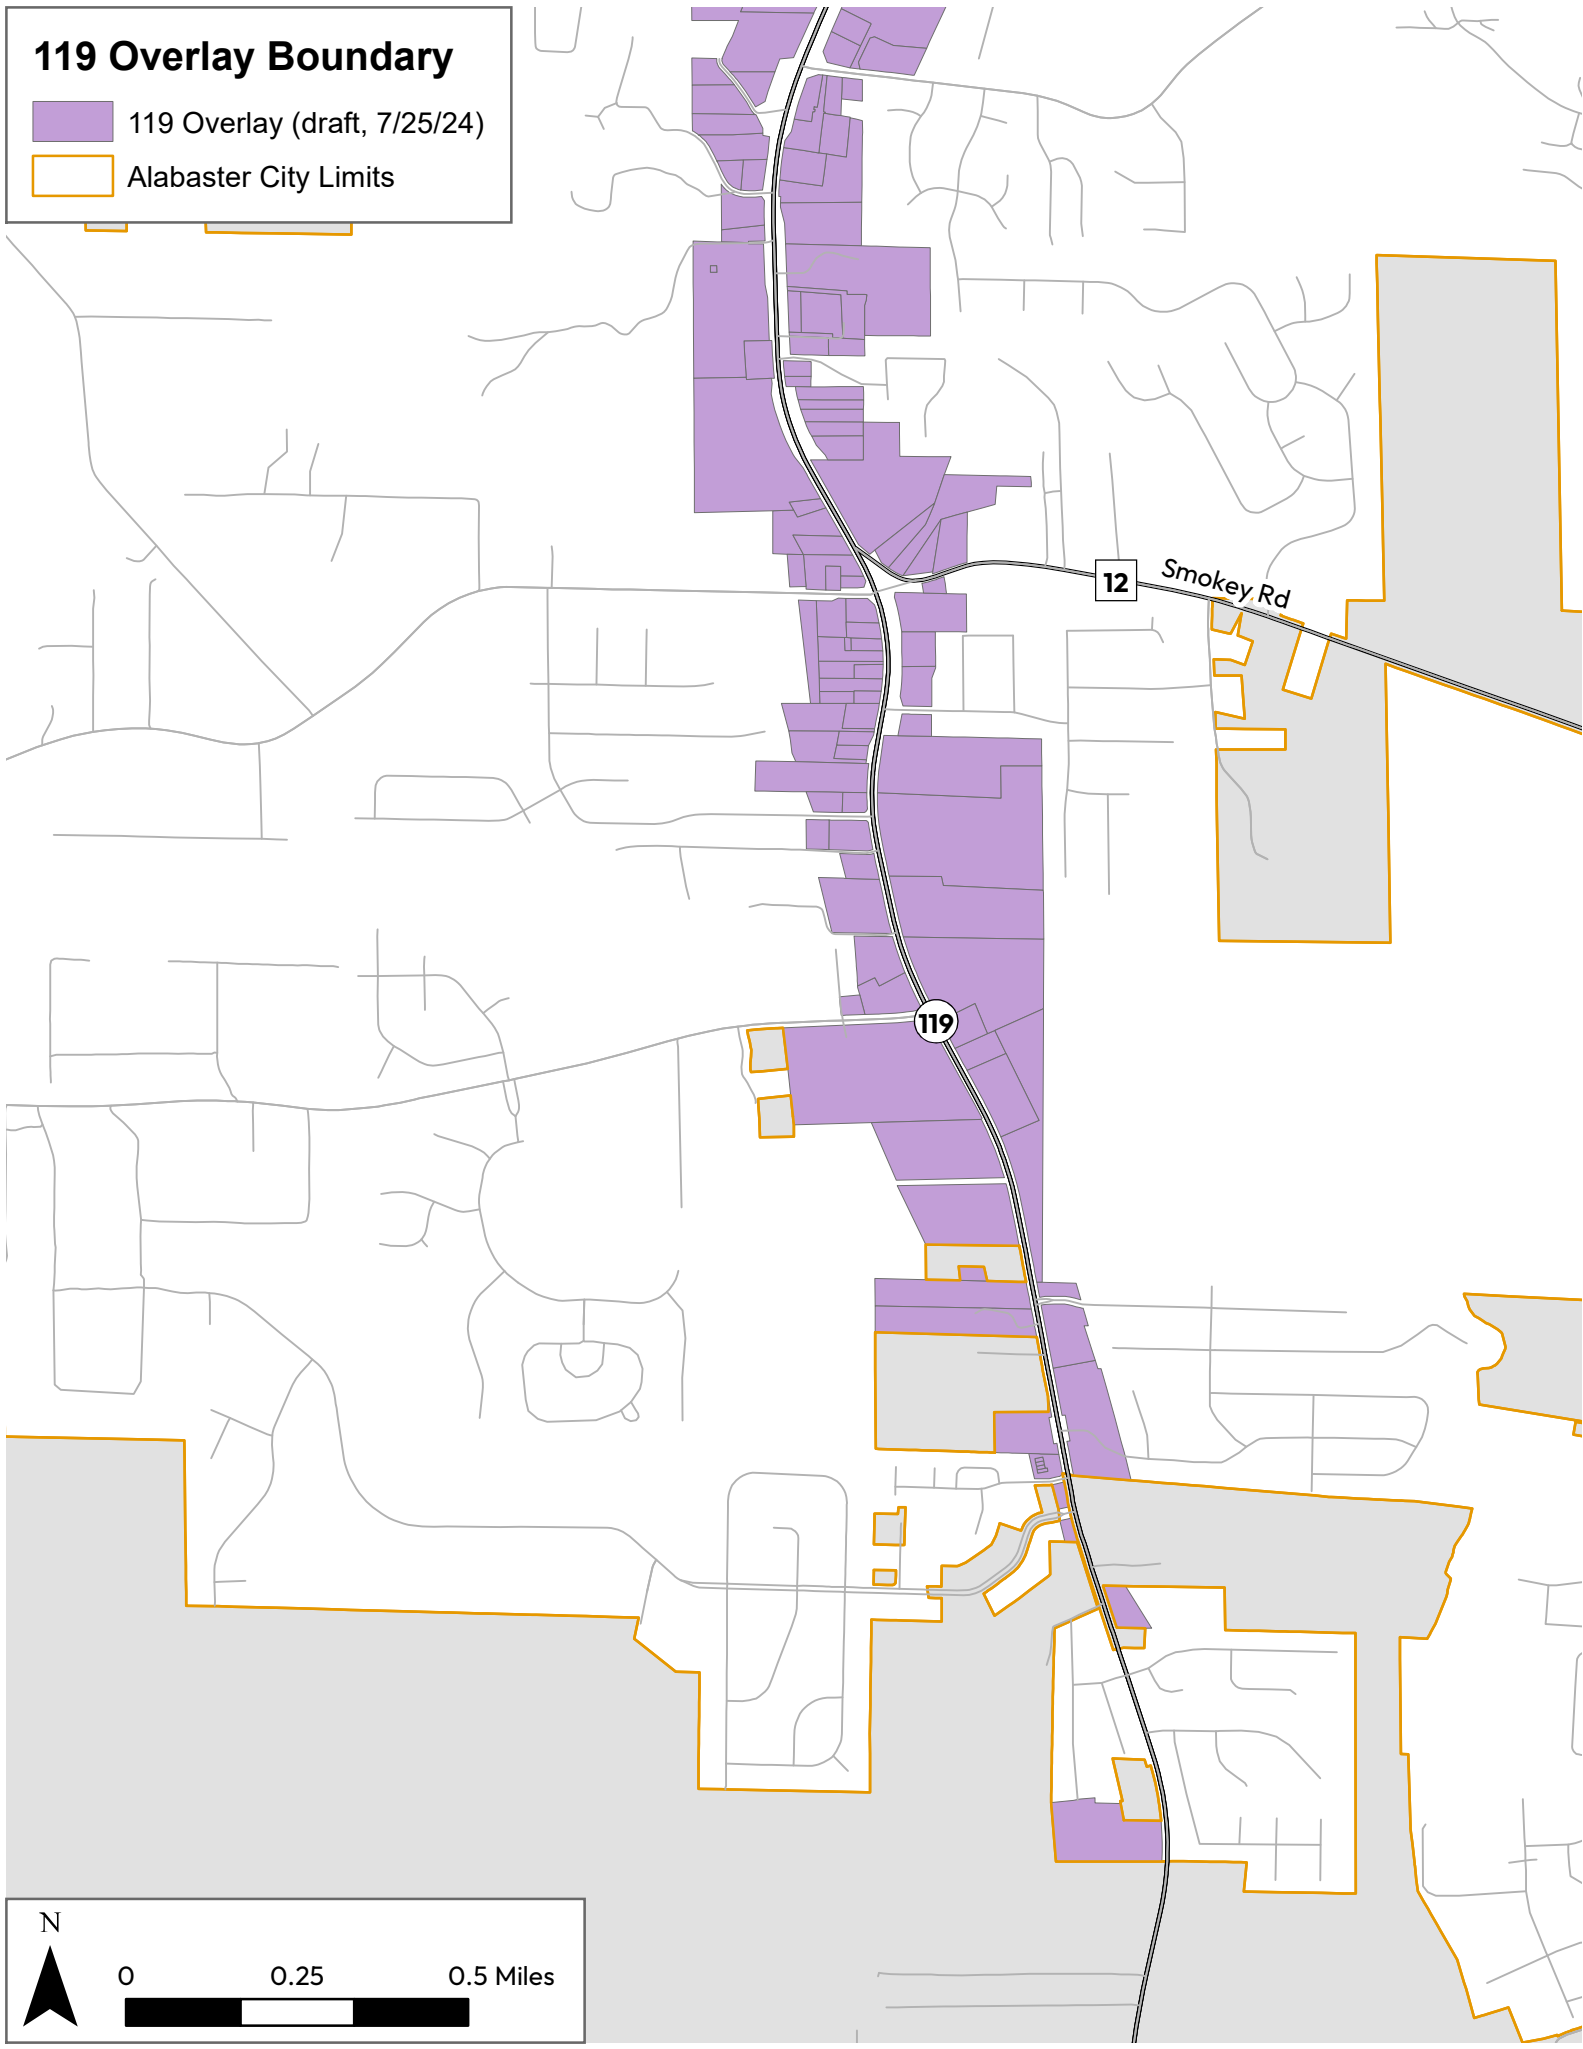 119 Overlay Boundary
119 Overlay (draft, 7/25/24)
Alabaster City Limits
12
Smokey Rd
119
N
0 0.25 0.5 Miles